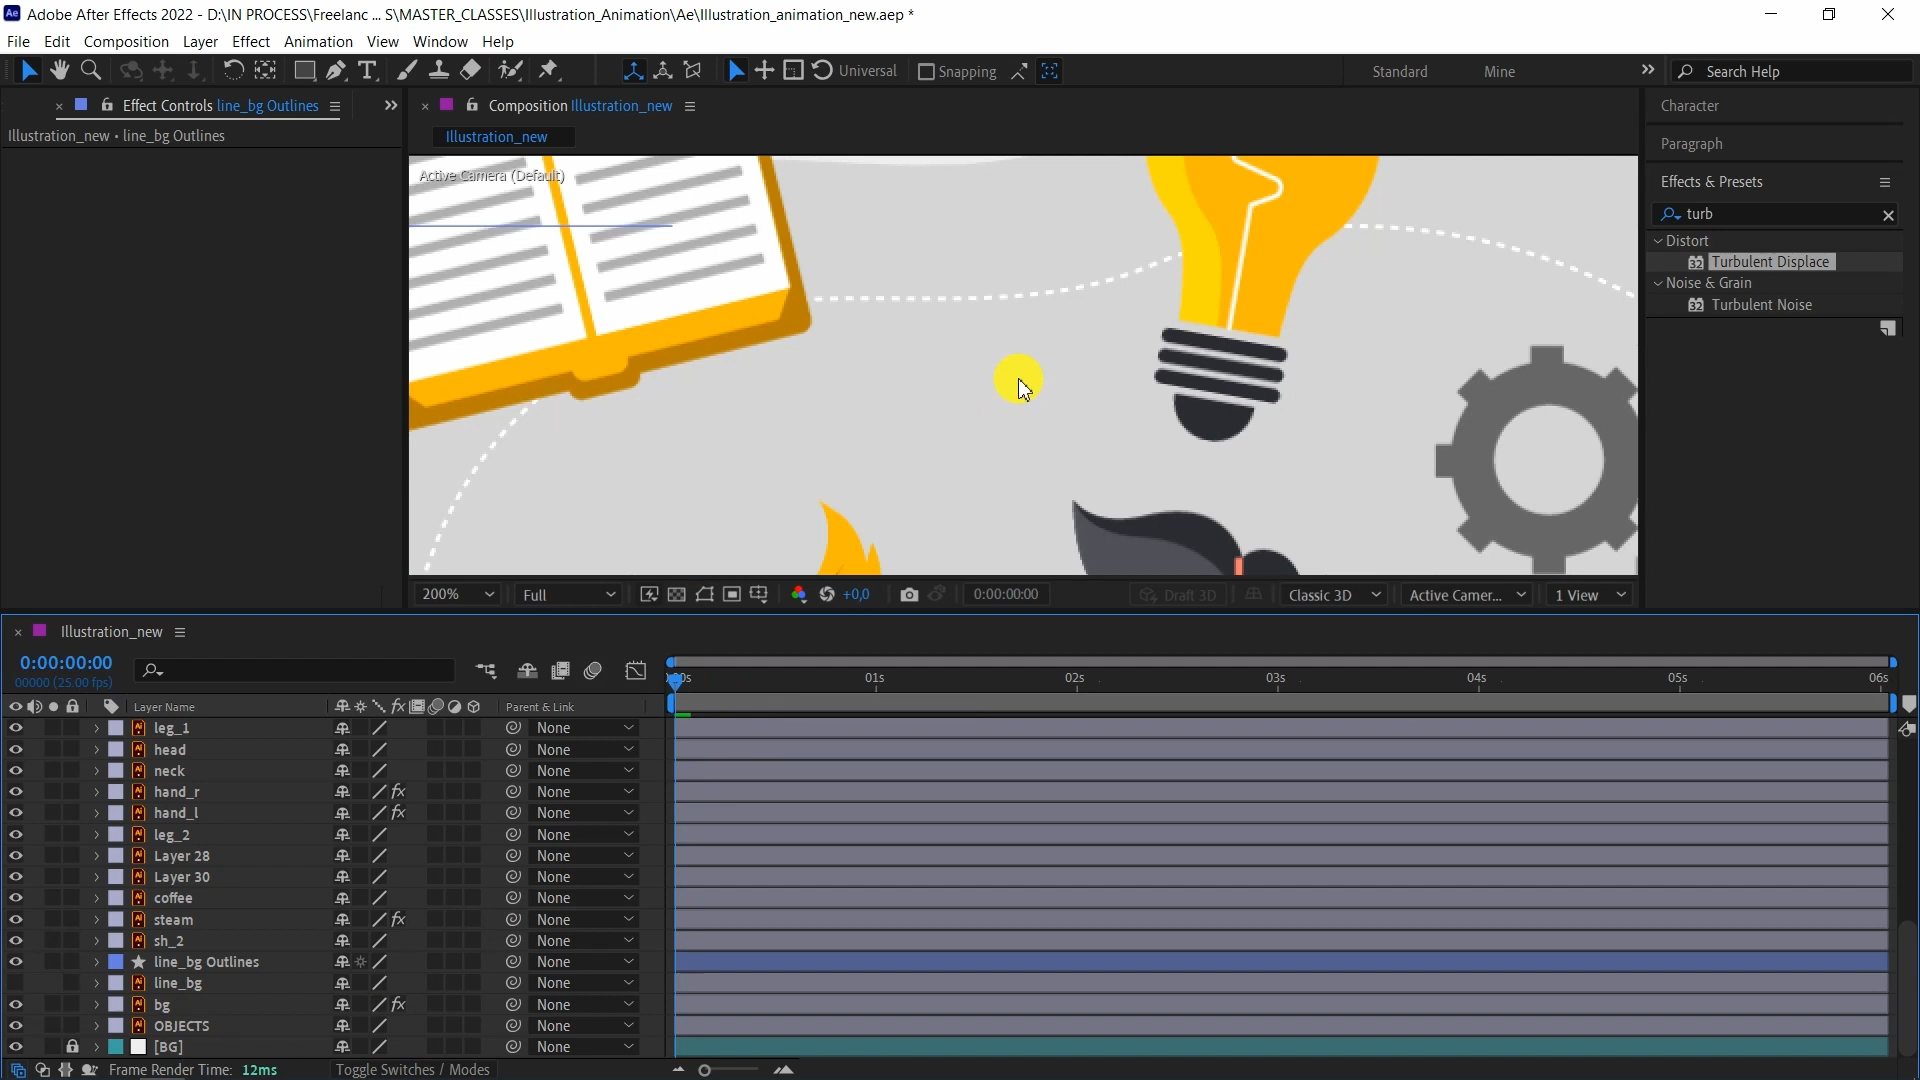 Adobe After Effects 2022 - D:\IN PROCESS\Freelanc ... S\MASTER_CLASSES\Illustration_Animation\Ae\Illustration_animation_new.aep *
File Edit Composition Layer Effect Animation View Window Help
Universal Snapping Standard Mine Search Help
Effect Controls line_bg Outlines
Illustration_new • line_bg Outlines
Composition Illustration_new
Illustration_new
Active Camera (Default)
200% Full +0,0 0:00:00:00 Draft 3D Classic 3D Active Camer... 1 View
Character
Paragraph
Effects & Presets
turb
Distort
32 Turbulent Displace
Noise & Grain
32 Turbulent Noise
Illustration_new
0:00:00:00
00000 (25.00 fps)
01s 02s 03s 04s 05s 06s
Layer Name Parent & Link
leg_1 None
head None
neck None
hand_r fx None
hand_l fx None
leg_2 None
Layer 28 None
Layer 30 None
coffee None
steam fx None
sh_2 None
line_bg Outlines None
line_bg None
bg fx None
OBJECTS None
[BG] None
Frame Render Time: 12ms Toggle Switches / Modes